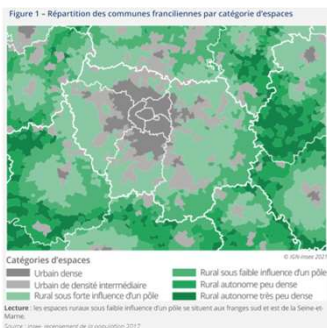 Figure 1 – Répartition des communes franciliennes par catégorie d'espaces
© IGN-Insee 2021
Catégories d'espaces
Urbain dense
Urbain de densité intermédiaire
Rural sous forte influence d'un pôle
Rural sous faible influence d'un pôle
Rural autonome peu dense
Rural autonome très peu dense
Lecture : les espaces ruraux sous faible influence d'un pôle se situent aux franges sud et est de la Seine-et-
Marne.
Source : Insee, recensement de la population 2017